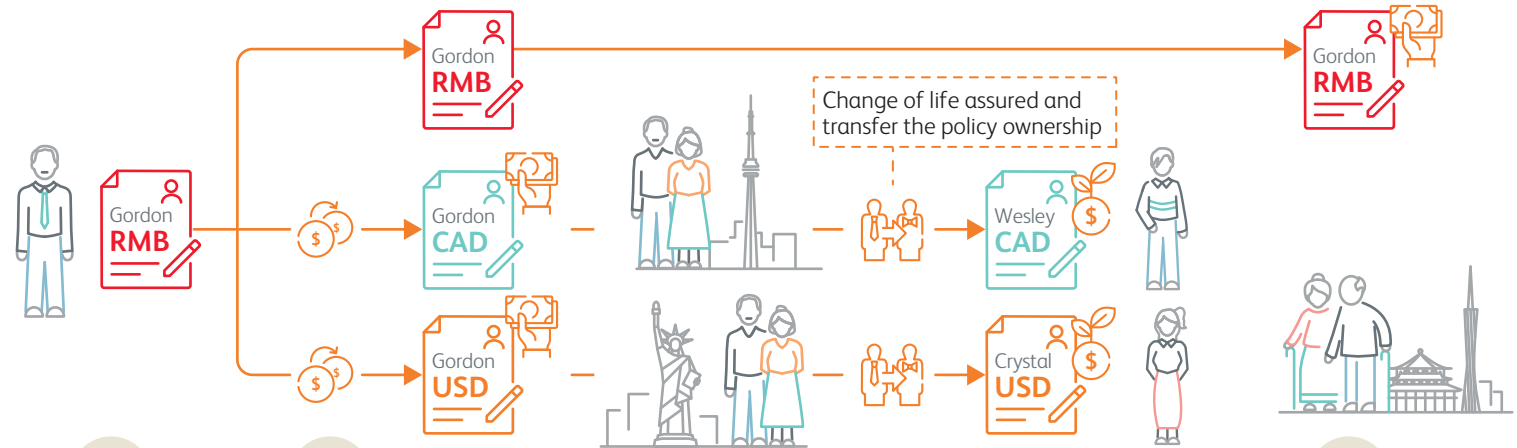 Gordon
RMB
Gordon
RMB
Gordon
RMB
Change of life assured and
transfer the policy ownership
$
$
Gordon
CAD
Wesley
CAD
$
$
$
Gordon
USD
Crystal
USD
$